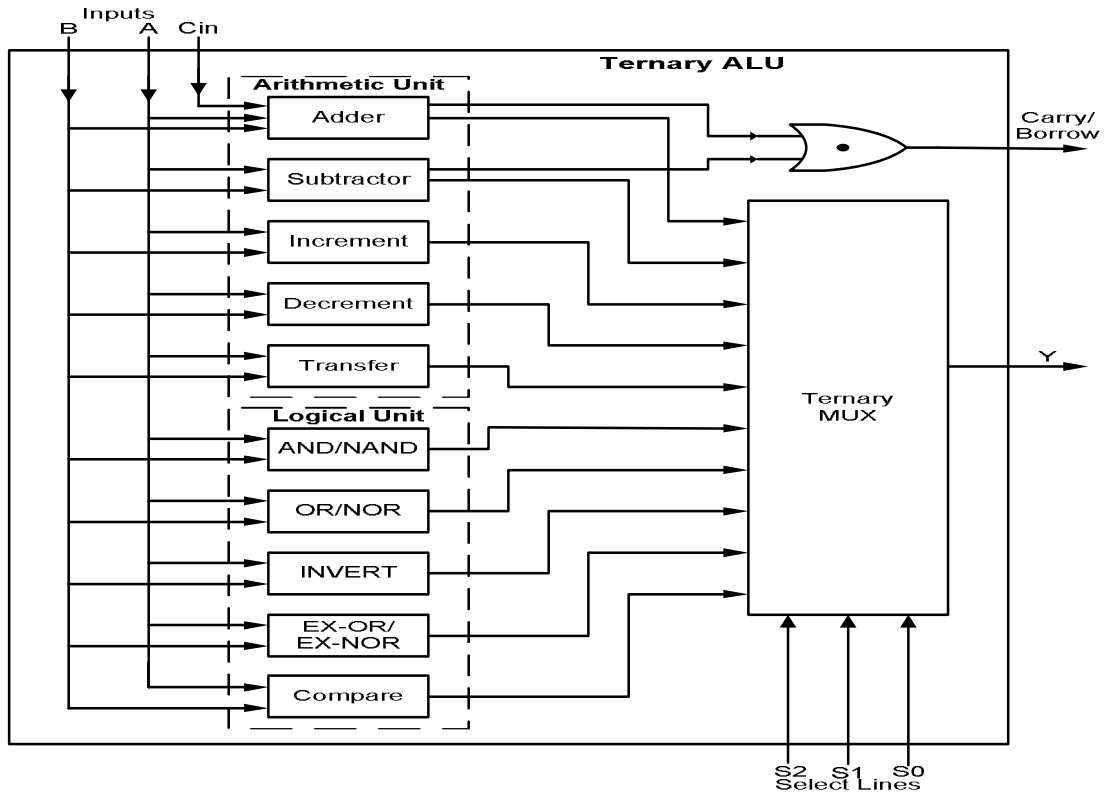 Inputs
B A Cin
Ternary ALU
Arithmetic Unit
Adder
Subtractor
Increment
Decrement
Transfer
Logical Unit
AND/NAND
OR/NOR
INVERT
EX-OR/
EX-NOR
Compare
Carry/
Borrow
Ternary
MUX
Y
S2 S1 S0
Select Lines